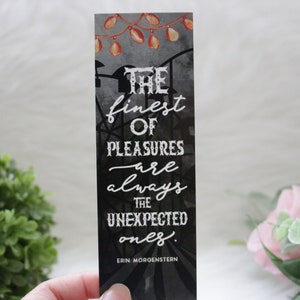 THE
finest
OF
PLEASURES
are
always
THE
UNEXPECTED
ones.
ERIN MORGENSTERN